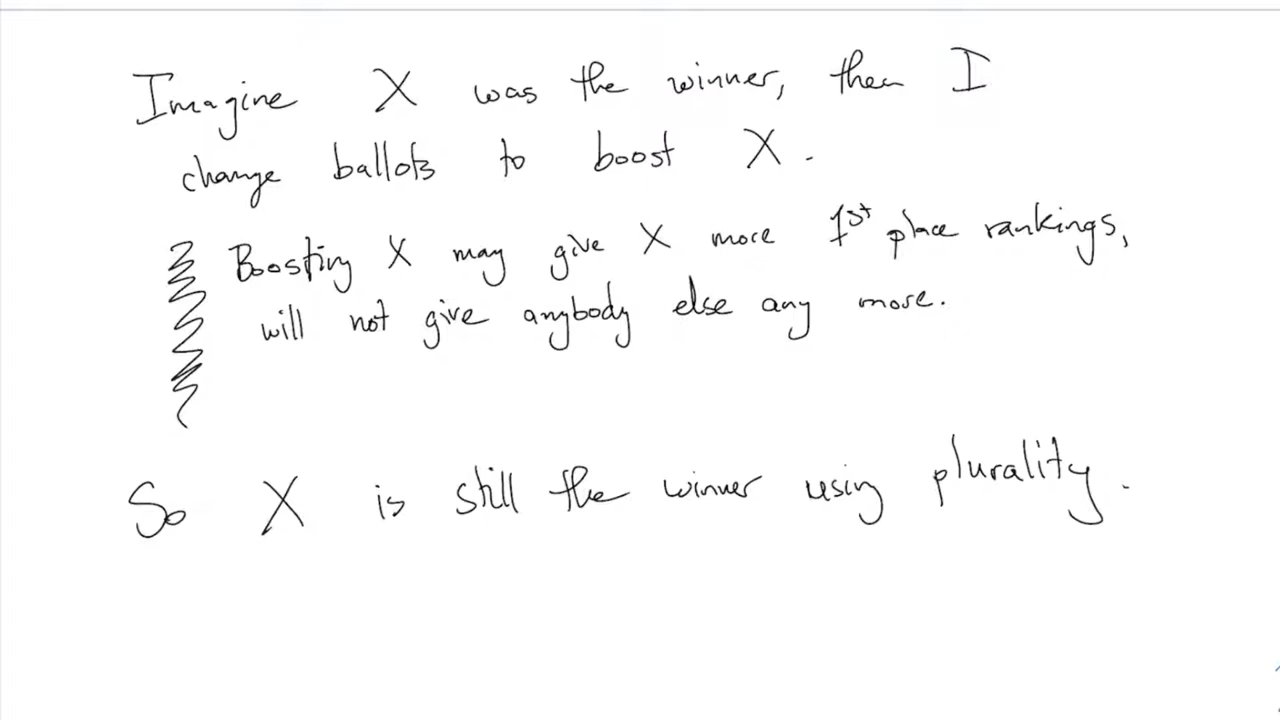 Imagine X was the winner, then I
change ballots to boost X.
Boosting X may give X more 1st place rankings,
will not give anybody else any more.
So X is still the winner using plurality.